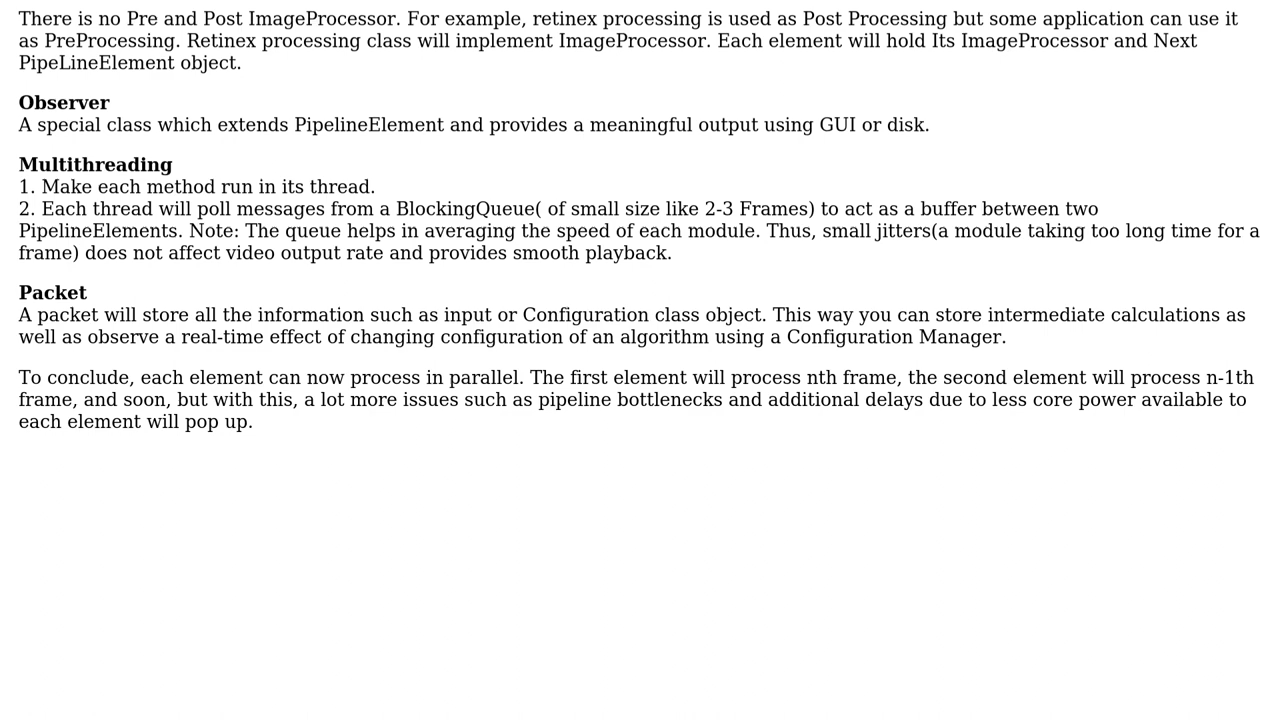 There is no Pre and Post ImageProcessor. For example, retinex processing is used as Post Processing but some application can use it
as PreProcessing. Retinex processing class will implement ImageProcessor. Each element will hold Its ImageProcessor and Next
PipeLineElement object.
Observer
A special class which extends PipelineElement and provides a meaningful output using GUI or disk.
Multithreading
1. Make each method run in its thread.
2. Each thread will poll messages from a BlockingQueue( of small size like 2-3 Frames) to act as a buffer between two
PipelineElements. Note: The queue helps in averaging the speed of each module. Thus, small jitters(a module taking too long time for a
frame) does not affect video output rate and provides smooth playback.
Packet
A packet will store all the information such as input or Configuration class object. This way you can store intermediate calculations as
well as observe a real-time effect of changing configuration of an algorithm using a Configuration Manager.
To conclude, each element can now process in parallel. The first element will process nth frame, the second element will process n-1th
frame, and soon, but with this, a lot more issues such as pipeline bottlenecks and additional delays due to less core power available to
each element will pop up.